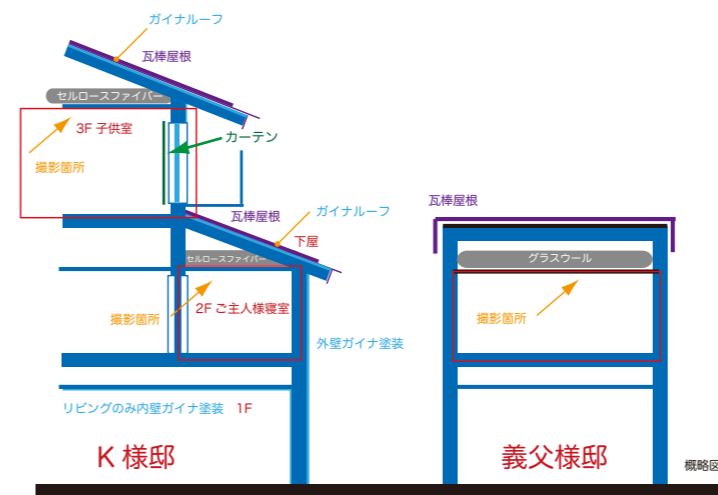 ガイナルーフ
瓦棒屋根
セルロースファイバー
3F 子供室
カーテン
撮影箇所
瓦棒屋根
ガイナルーフ
下屋
セルロースファイバー
撮影箇所
2F ご主人様寝室
外壁ガイナ塗装
リビングのみ内壁ガイナ塗装 1F
K 様邸
瓦棒屋根
グラスウール
撮影箇所
義父様邸
概略図